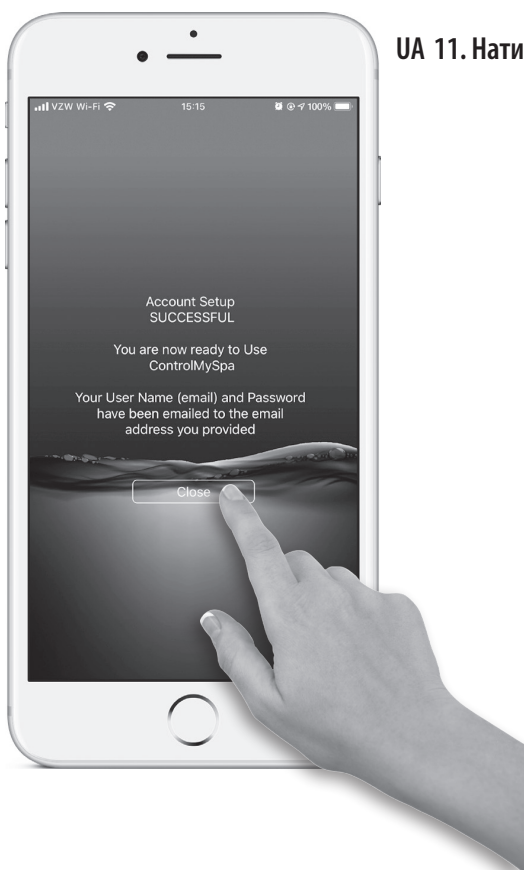 UA 11. Нати
VZW Wi-Fi 15:15 100%
Account Setup
SUCCESSFUL
You are now ready to Use
ControlMySpa
Your User Name (email) and Password
have been emailed to the email
address you provided
Close